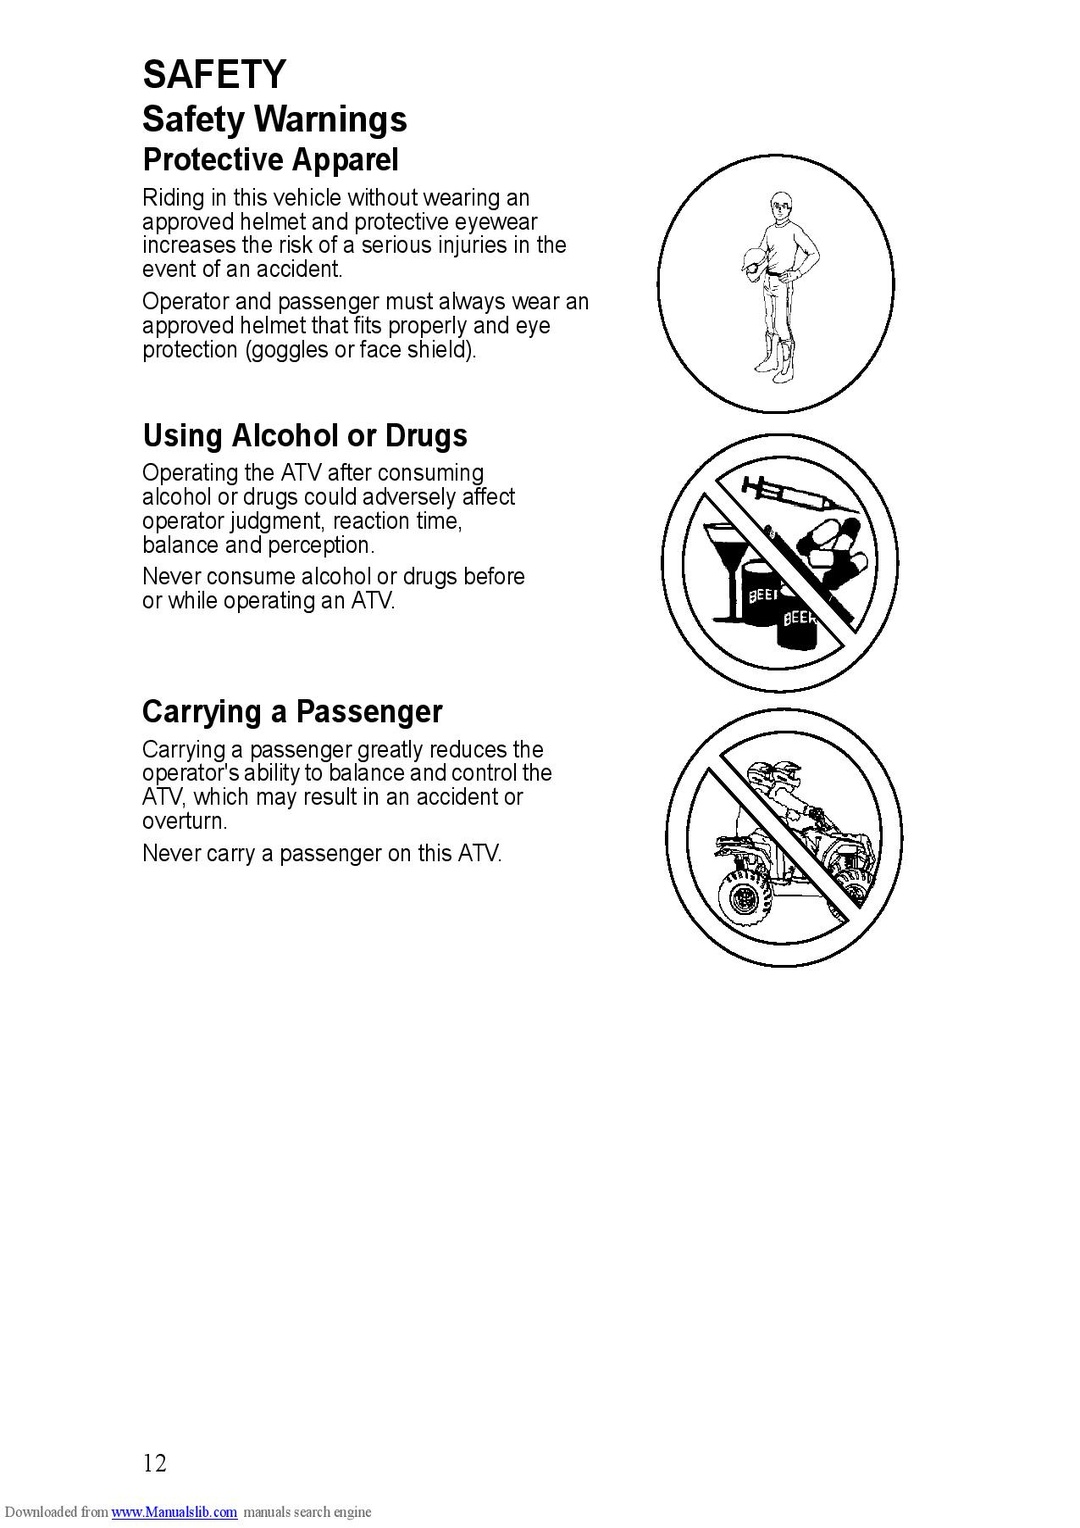 SAFETY
Safety Warnings
Protective Apparel
Riding in this vehicle without wearing an
approved helmet and protective eyewear
increases the risk of a serious injuries in the
event of an accident.
Operator and passenger must always wear an
approved helmet that fits properly and eye
protection (goggles or face shield).
Using Alcohol or Drugs
Operating the ATV after consuming
alcohol or drugs could adversely affect
operator judgment, reaction time,
balance and perception.
Never consume alcohol or drugs before
or while operating an ATV.
BEER
BEER
Carrying a Passenger
Carrying a passenger greatly reduces the
operator's ability to balance and control the
ATV, which may result in an accident or
overturn.
Never carry a passenger on this ATV.
12
Downloaded from www.Manualslib.com manuals search engine